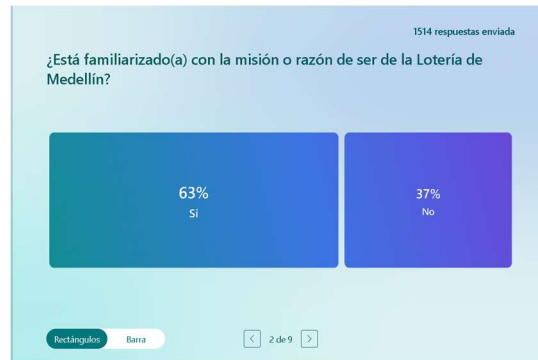 1514 respuestas enviada
¿Está familiarizado(a) con la misión o razón de ser de la Lotería de
Medellín?
63%
Si
37%
No
Rectángulos
Barra
2 de 9